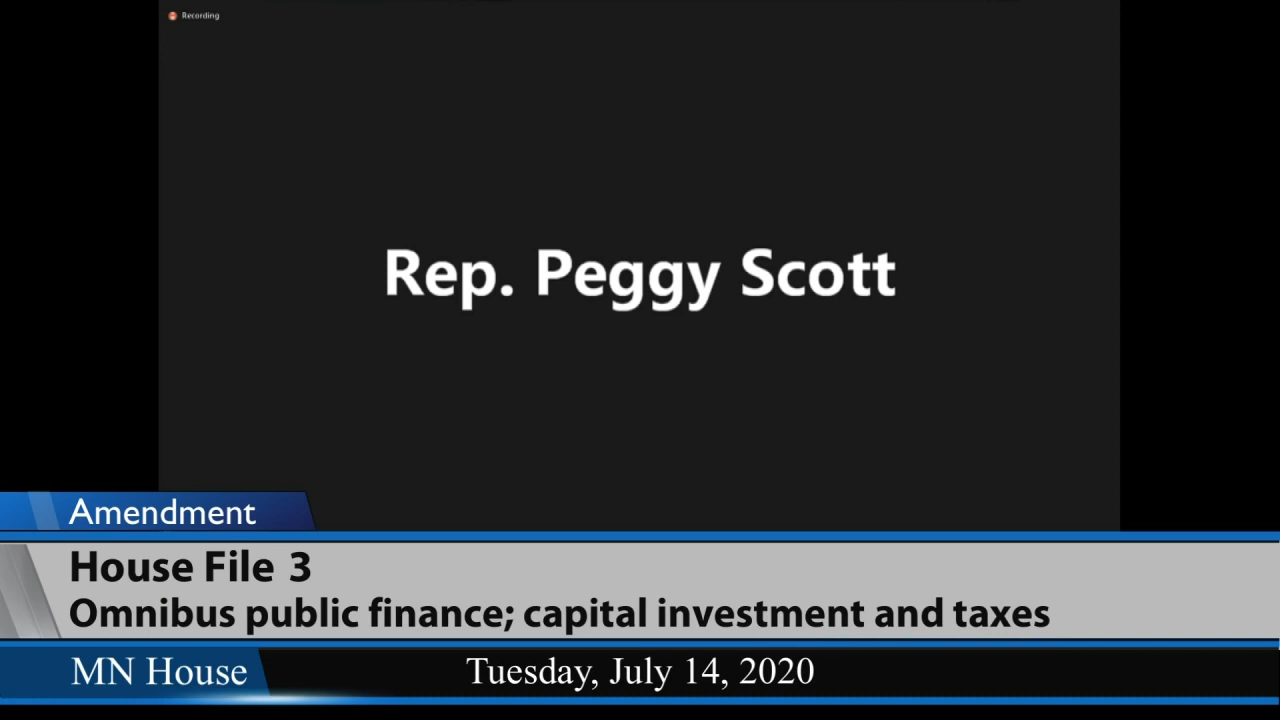 Recording
Rep. Peggy Scott
Amendment
House File 3
Omnibus public finance; capital investment and taxes
MN House
Tuesday, July 14, 2020